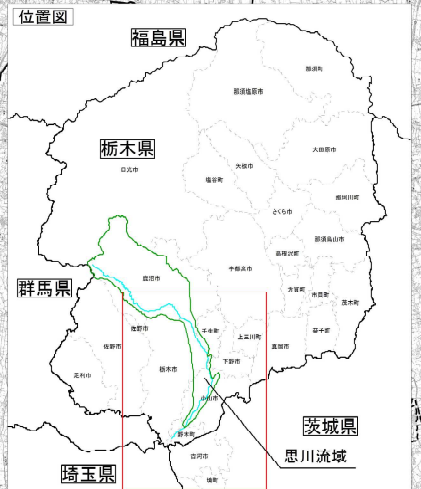 位置図
福島県
那須町
那須塩原市
栃木県
大田原市
日光市
矢板市
塩谷町
那珂川町
さくら市
那須烏山市
高根沢町
宇都宮市
鹿沼市
群馬県
芳賀町
市貝町
茂木町
佐野市
壬生町
上三川町
益子町
佐野市
真岡市
下野市
足利市
栃木市
小山市
茨城県
野木町
思川流域
古河市
埼玉県
境町